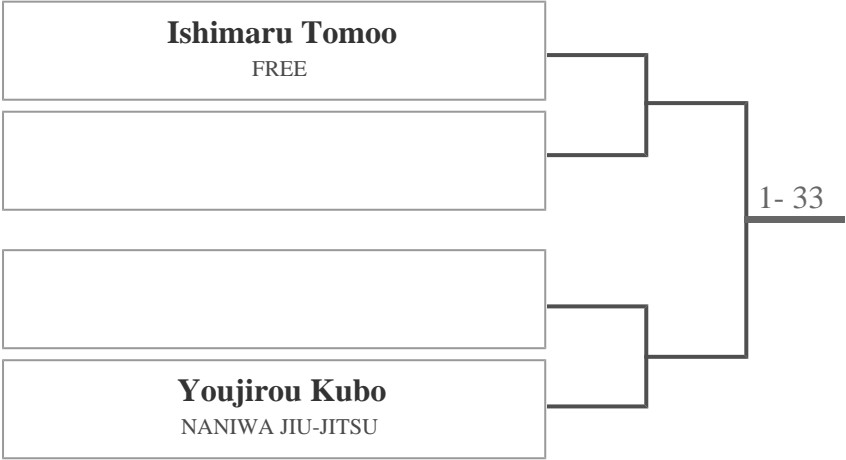 Ishimaru Tomoo
FREE
1- 33
Youjirou Kubo
NANIWA JIU-JITSU